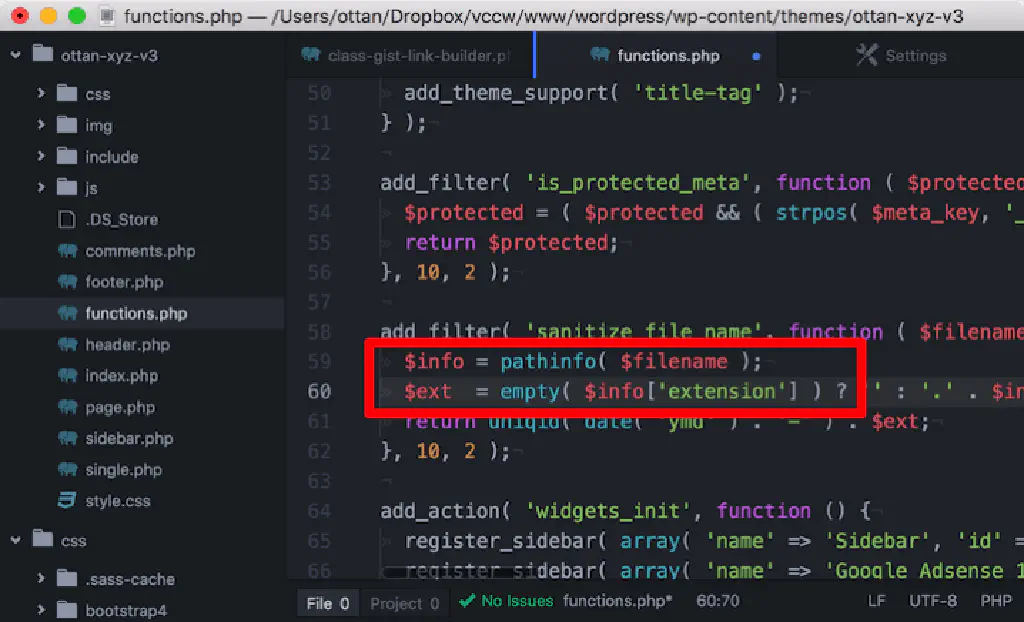 functions.php — /Users/ottan/Dropbox/vccw/www/wordpress/wp-content/themes/ottan-xyz-v3
ottan-xyz-v3
css
img
include
js
.DS_Store
comments.php
footer.php
functions.php
header.php
index.php
page.php
sidebar.php
single.php
style.css
css
.sass-cache
bootstrap4
class-gist-link-builder.p
functions.php
Settings
50 add_theme_support( 'title-tag' );
51 } );
52
53 add_filter( 'is_protected_meta', function ( $protected
54 $protected = ( $protected && ( strpos( $meta_key, '_
55 return $protected;
56 }, 10, 2 );
57
58 add_filter( 'sanitize_file_name', function ( $filename
59 $info = pathinfo( $filename );
60 $ext = empty( $info['extension'] ) ? '' : '.' . $in
61 return uniqid( date( 'ymd' ) . '-' ) . $ext;
62 }, 10, 2 );
63
64 add_action( 'widgets_init', function () {
65 register_sidebar( array( 'name' => 'Sidebar', 'id' =
66 register_sidebar( array( 'name' => 'Google Adsense 1
File 0 Project 0 No Issues functions.php* 60:70 LF UTF-8 PHP